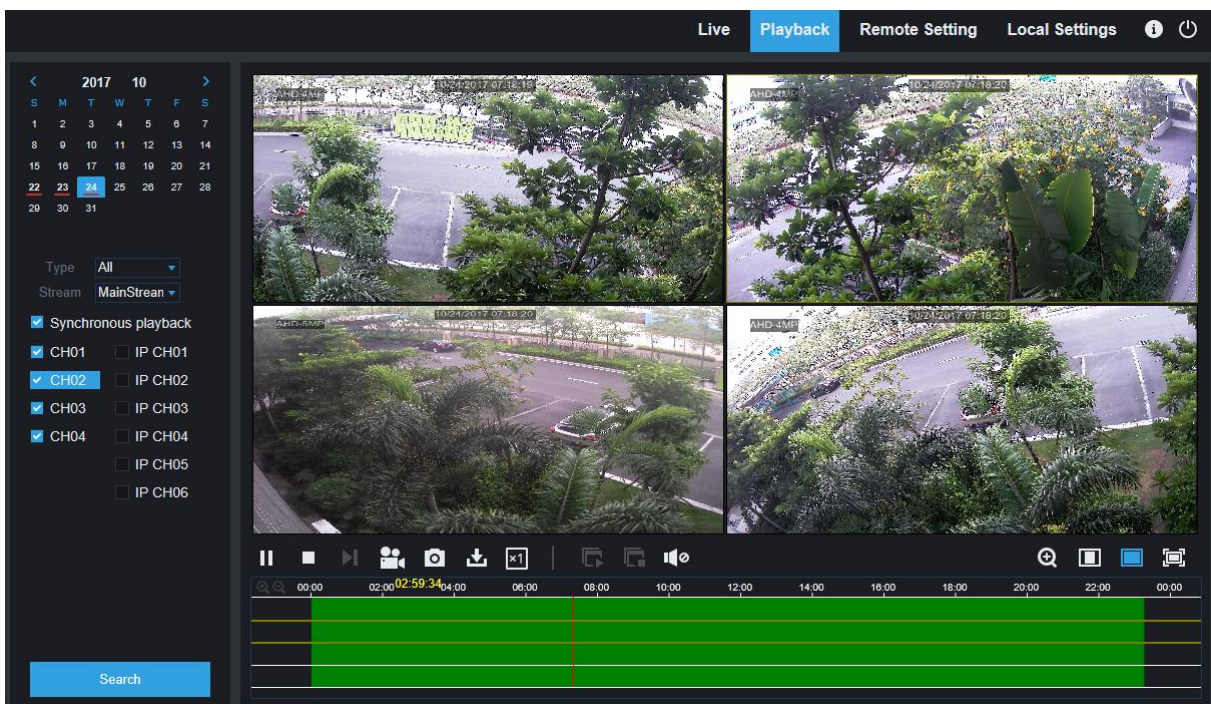 Live Playback Remote Setting Local Settings
2017 10
S M T W T F S
1 2 3 4 5 6 7
8 9 10 11 12 13 14
15 16 17 18 19 20 21
22 23 24 25 26 27 28
29 30 31
Type All
Stream MainStrean
Synchronous playback
CH01 IP CH01
CH02 IP CH02
CH03 IP CH03
CH04 IP CH04
IP CH05
IP CH06
Search
AHD-5MP 10/24/2017 07:18:19
AHD-4MP 10/24/2017 07:18:20
AHD-5MP 10/24/2017 07:18:20
AHD-4MP 10/24/2017 07:18:20
×1
00:00 02:00 02:59:34 04:00 06:00 08:00 10:00 12:00 14:00 16:00 18:00 20:00 22:00 00:00